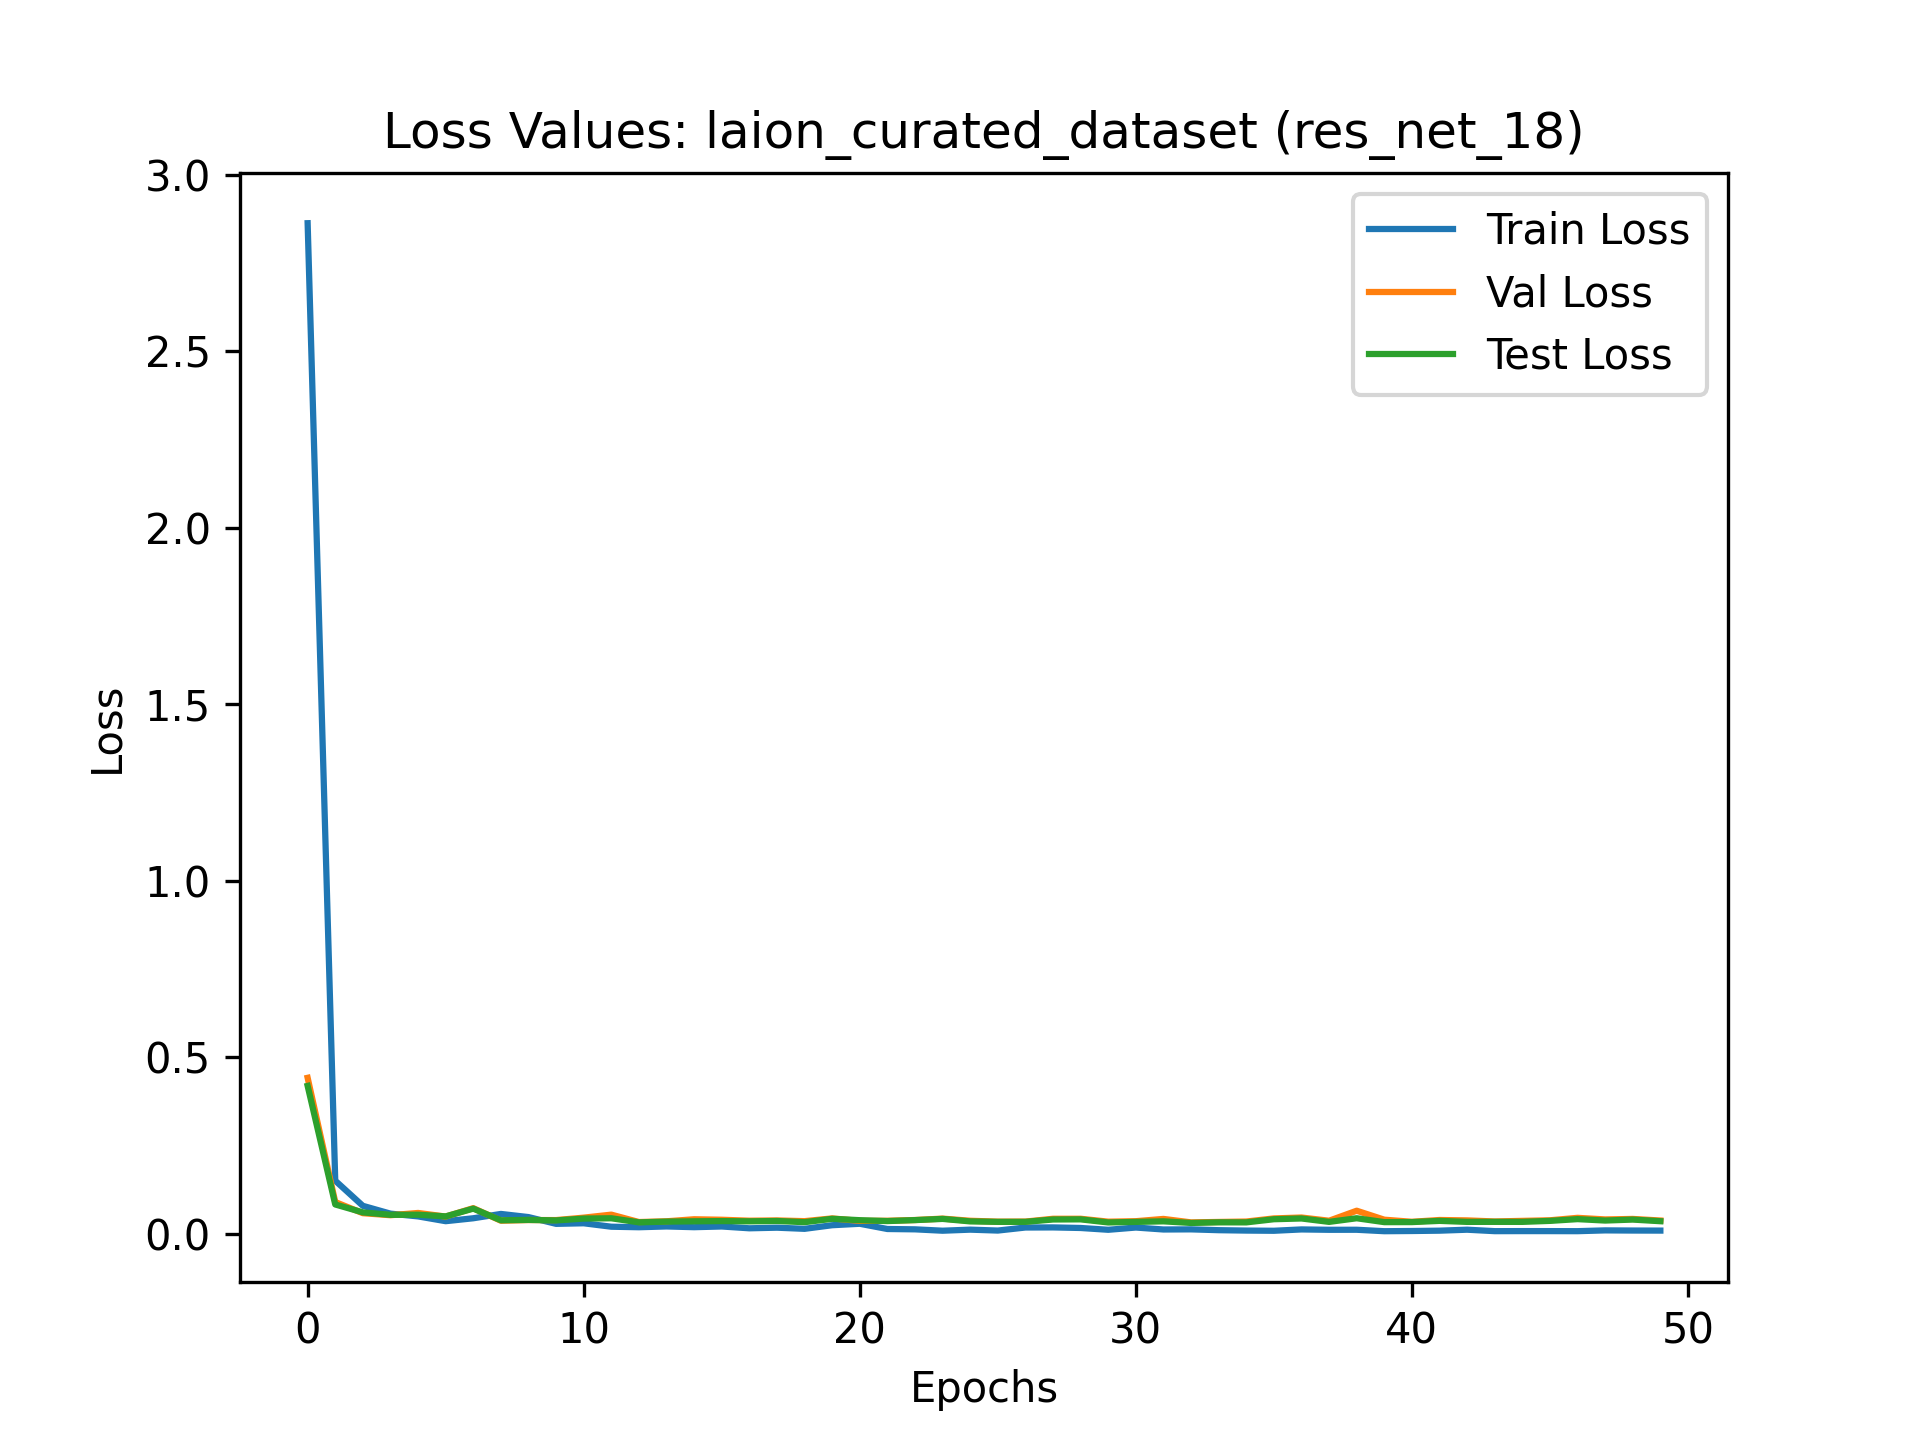 Loss Values: laion_curated_dataset (res_net_18)
3.0
2.5
2.0
1.5
1.0
0.5
0.0
Loss
Train Loss
Val Loss
Test Loss
0 10 20 30 40 50
Epochs